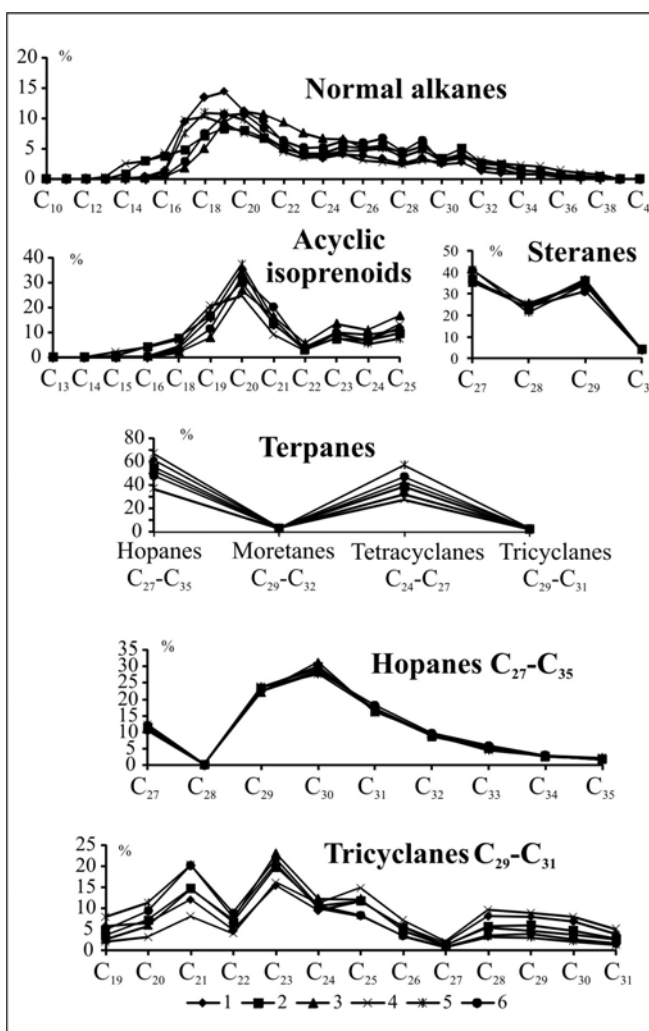 % Normal alkanes
20
15
10
5
0
C10 C12 C14 C16 C18 C20 C22 C24 C26 C28 C30 C32 C34 C36 C38 C4
% Acyclic isoprenoids
40
30
20
10
0
C13 C14 C15 C16 C18 C19 C20 C21 C22 C23 C24 C25
% Steranes
50
40
30
20
10
0
C27 C28 C29 C3
% Terpanes
80
60
40
20
0
Hopanes Moretanes Tetracyclanes Tricyclanes
C27-C35 C29-C32 C24-C27 C29-C31
% Hopanes C27-C35
35
30
25
20
15
10
5
0
C27 C28 C29 C30 C31 C32 C33 C34 C35
% Tricyclanes C29-C31
25
20
15
10
5
0
C19 C20 C21 C22 C23 C24 C25 C26 C27 C28 C29 C30 C31
1 2 3 4 5 6